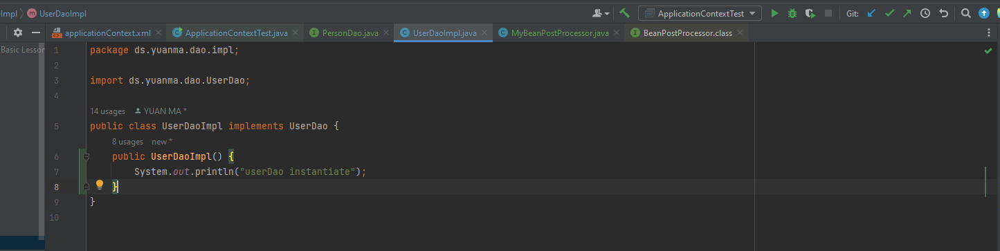 oImpl UserDaoImpl ApplicationContextTest Git:
applicationContext.xml ApplicationContextTest.java PersonDao.java UserDaoImpl.java MyBeanPostProcessor.java BeanPostProcessor.class
Basic Lesson
1 package ds.yuanma.dao.impl;
2
3 import ds.yuanma.dao.UserDao;
4
14 usages YUAN MA *
5 public class UserDaoImpl implements UserDao {
8 usages new *
6 public UserDaoImpl() {
7 System.out.println("userDao instantiate");
8 }
9 }
10